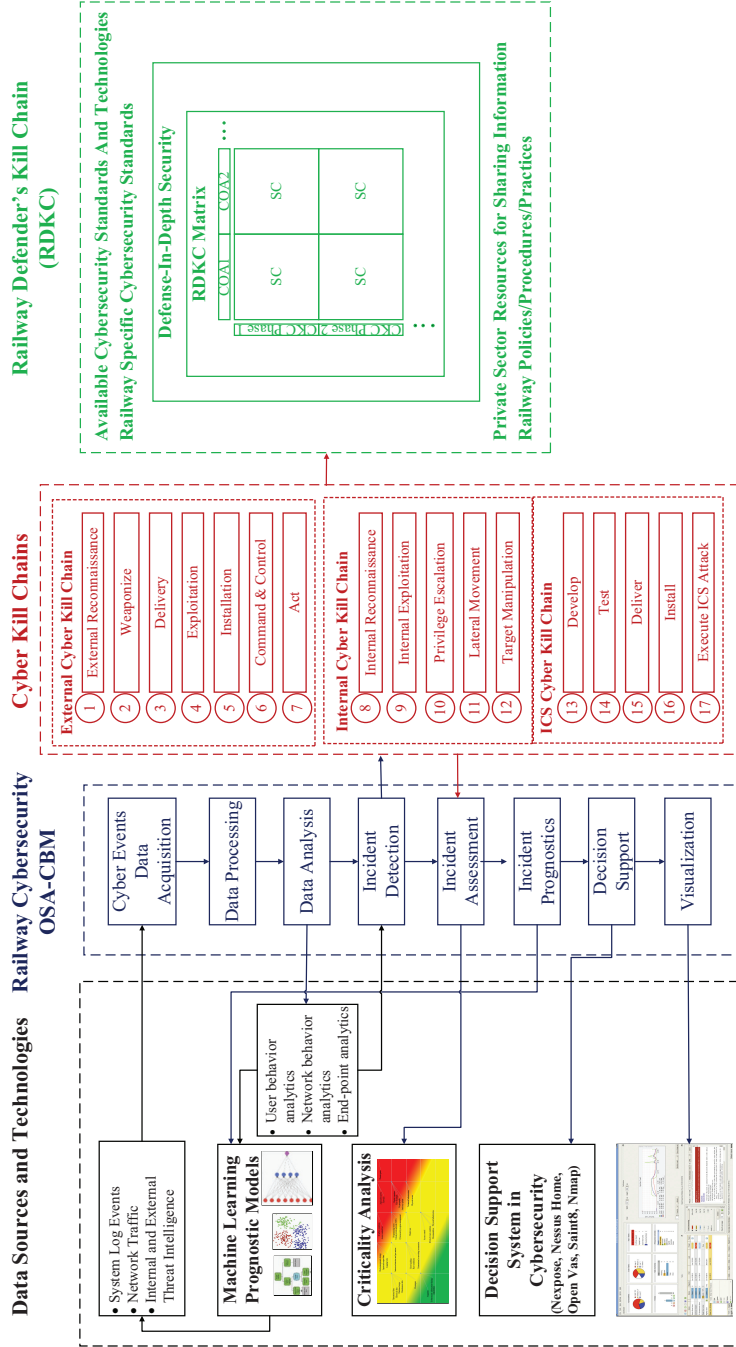 Data Sources and Technologies
System Log Events
Network Traffic
Internal and External
Threat Intelligence
Machine Learning
Prognostic Models
User behavior
analytics
Network behavior
analytics
End-point analytics
Criticality Analysis
Decision Support
System in
Cybersecurity
(Nexpose, Nessus Home,
Open Vas, Saint8, Nmap)
Railway Cybersecurity
OSA-CBM
Cyber Events
Data
Acquisition
Data Processing
Data Analysis
Incident
Detection
Incident
Assessment
Incident
Prognostics
Decision
Support
Visualization
Cyber Kill Chains
External Cyber Kill Chain
1 External Reconnaissance
2 Weaponize
3 Delivery
4 Exploitation
5 Installation
6 Command & Control
7 Act
Internal Cyber Kill Chain
8 Internal Reconnaissance
9 Internal Exploitation
10 Privilege Escalation
11 Lateral Movement
12 Target Manipulation
ICS Cyber Kill Chain
13 Develop
14 Test
15 Deliver
16 Install
17 Execute ICS Attack
Railway Defender's Kill Chain
(RDKC)
Available Cybersecurity Standards And Technologies
Railway Specific Cybersecurity Standards
Defense-In-Depth Security
RDKC Matrix
COA1 COA2 ...
CKC Phase 1 SC SC
CKC Phase 2 SC SC
...
Private Sector Resources for Sharing Information
Railway Policies/Procedures/Practices